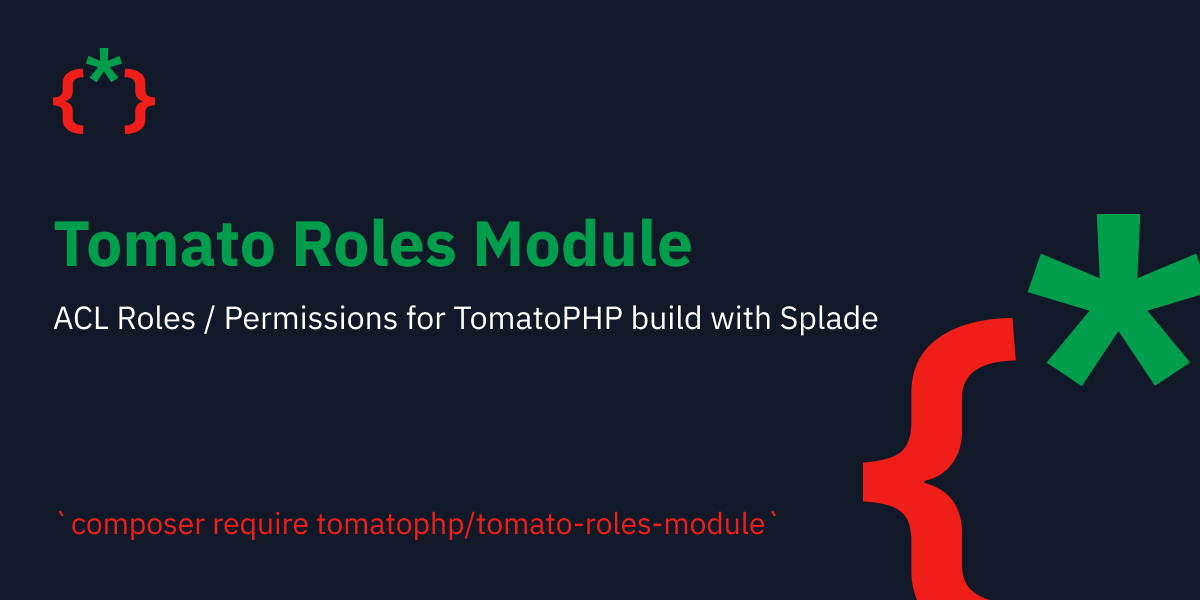 {*}
Tomato Roles Module
ACL Roles / Permissions for TomatoPHP build with Splade
`composer require tomatophp/tomato-roles-module`